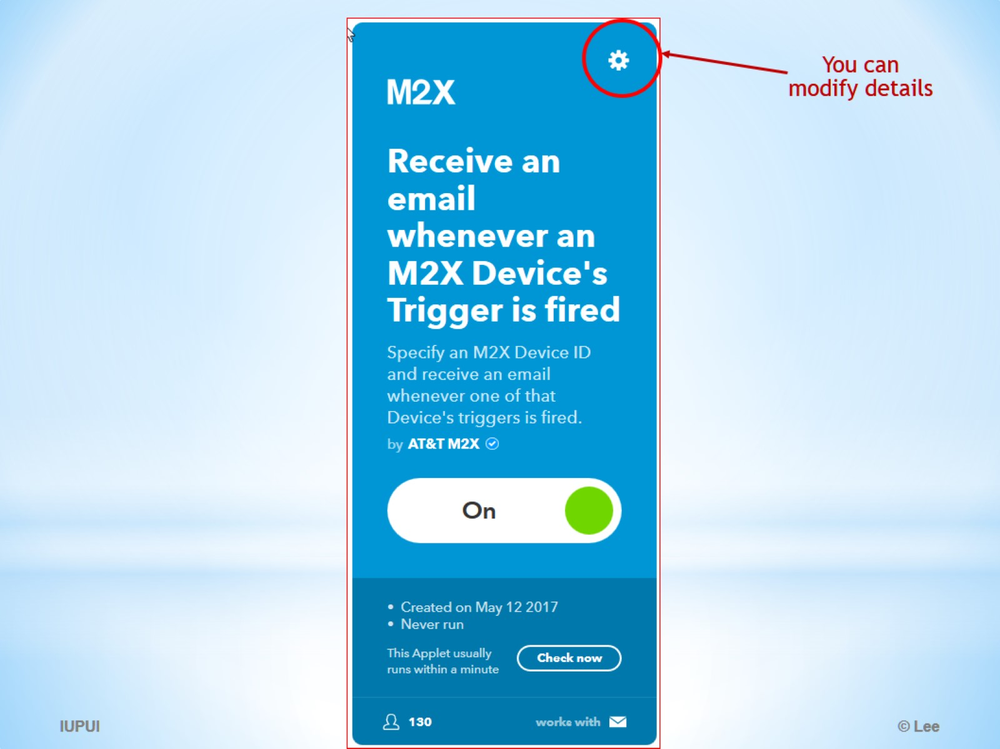 You can
modify details
M2X
Receive an
email
whenever an
M2X Device's
Trigger is fired
Specify an M2X Device ID
and receive an email
whenever one of that
Device's triggers is fired.
by AT&T M2X
On
• Created on May 12 2017
• Never run
This Applet usually
runs within a minute
Check now
130
works with
IUPUI
© Lee